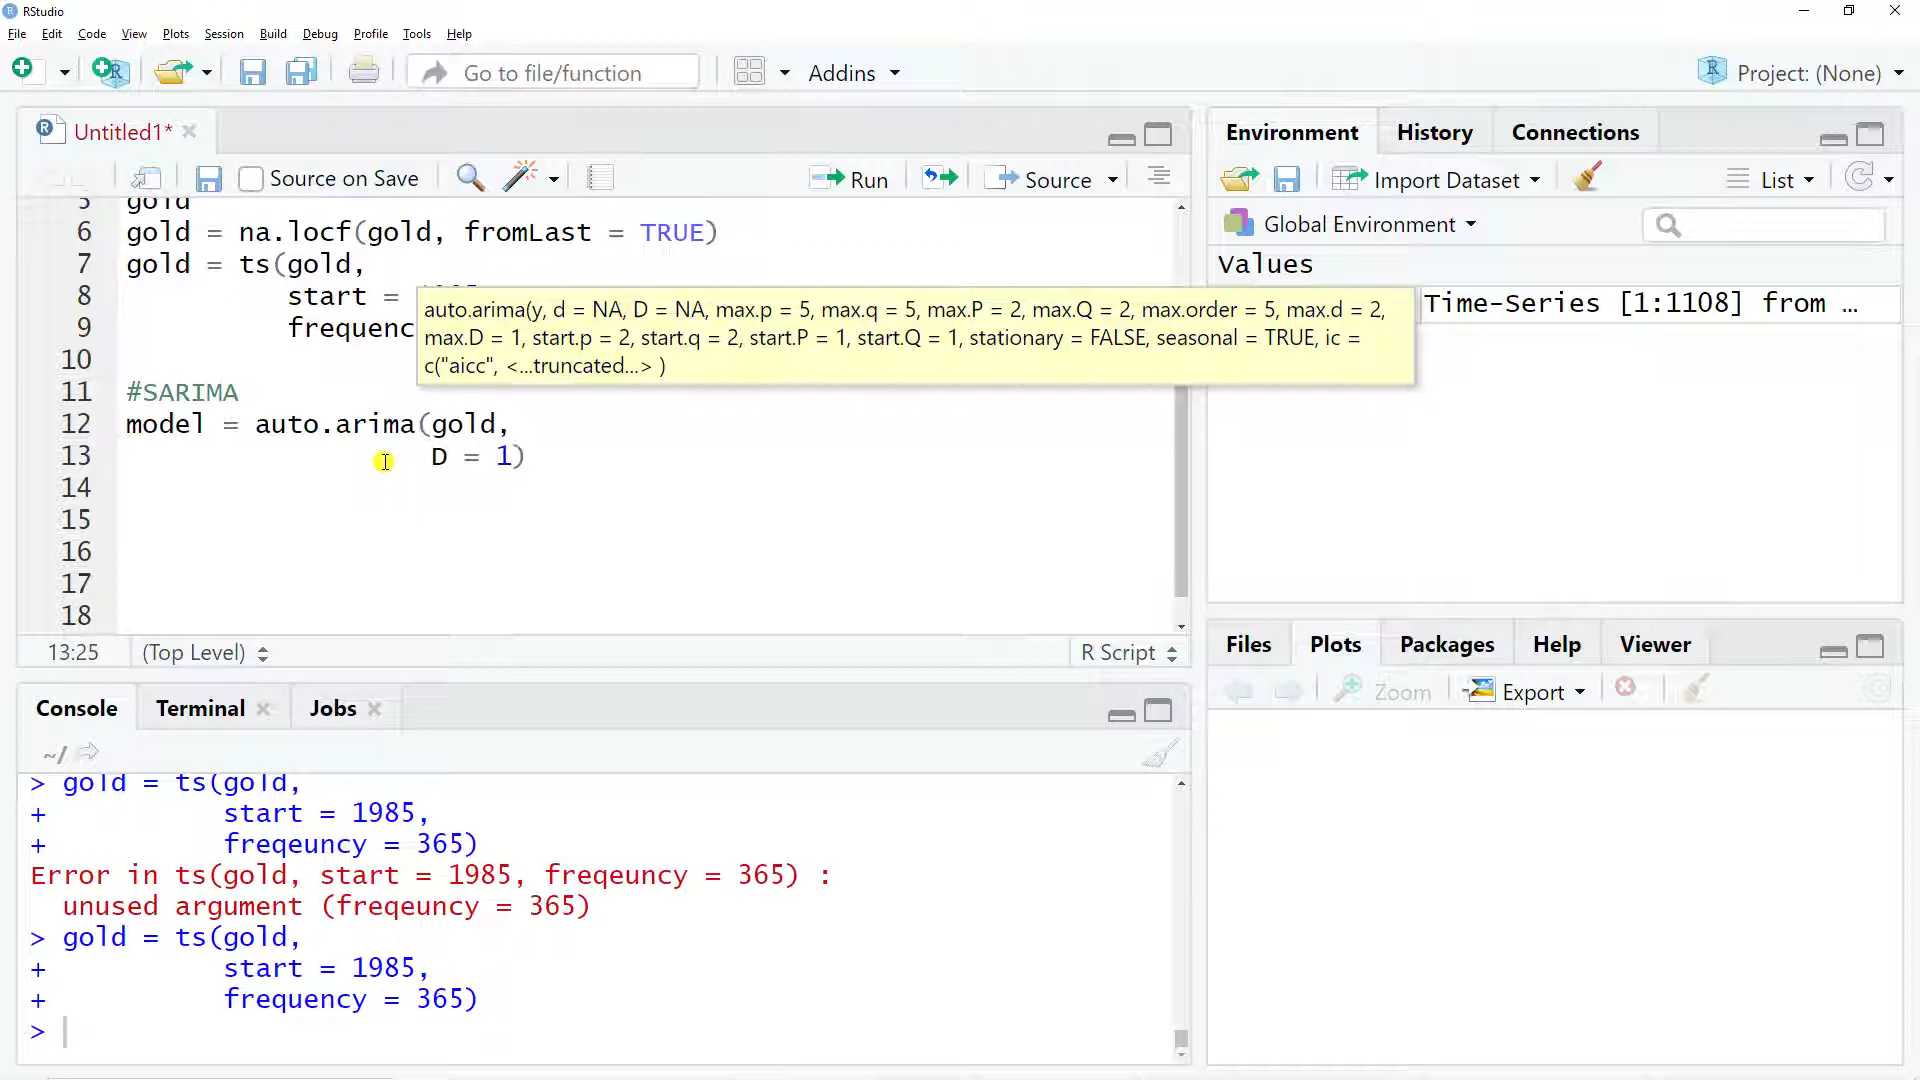 RStudio
File Edit Code View Plots Session Build Debug Profile Tools Help
Go to file/function Addins Project: (None)
Untitled1*
Source on Save Run Source
5 gold
6 gold = na.locf(gold, fromLast = TRUE)
7 gold = ts(gold,
8 start =
9 frequenc
10
11 #SARIMA
12 model = auto.arima(gold,
13 D = 1)
14
15
16
17
18
auto.arima(y, d = NA, D = NA, max.p = 5, max.q = 5, max.P = 2, max.Q = 2, max.order = 5, max.d = 2,
max.D = 1, start.p = 2, start.q = 2, start.P = 1, start.Q = 1, stationary = FALSE, seasonal = TRUE, ic =
c("aicc", <...truncated...> )
13:25 (Top Level) R Script
Console Terminal Jobs
~/
> gold = ts(gold,
+ start = 1985,
+ freqeuncy = 365)
Error in ts(gold, start = 1985, freqeuncy = 365) :
unused argument (freqeuncy = 365)
> gold = ts(gold,
+ start = 1985,
+ frequency = 365)
>
Environment History Connections
Import Dataset List
Global Environment
Values
Time-Series [1:1108] from ...
Files Plots Packages Help Viewer
Zoom Export